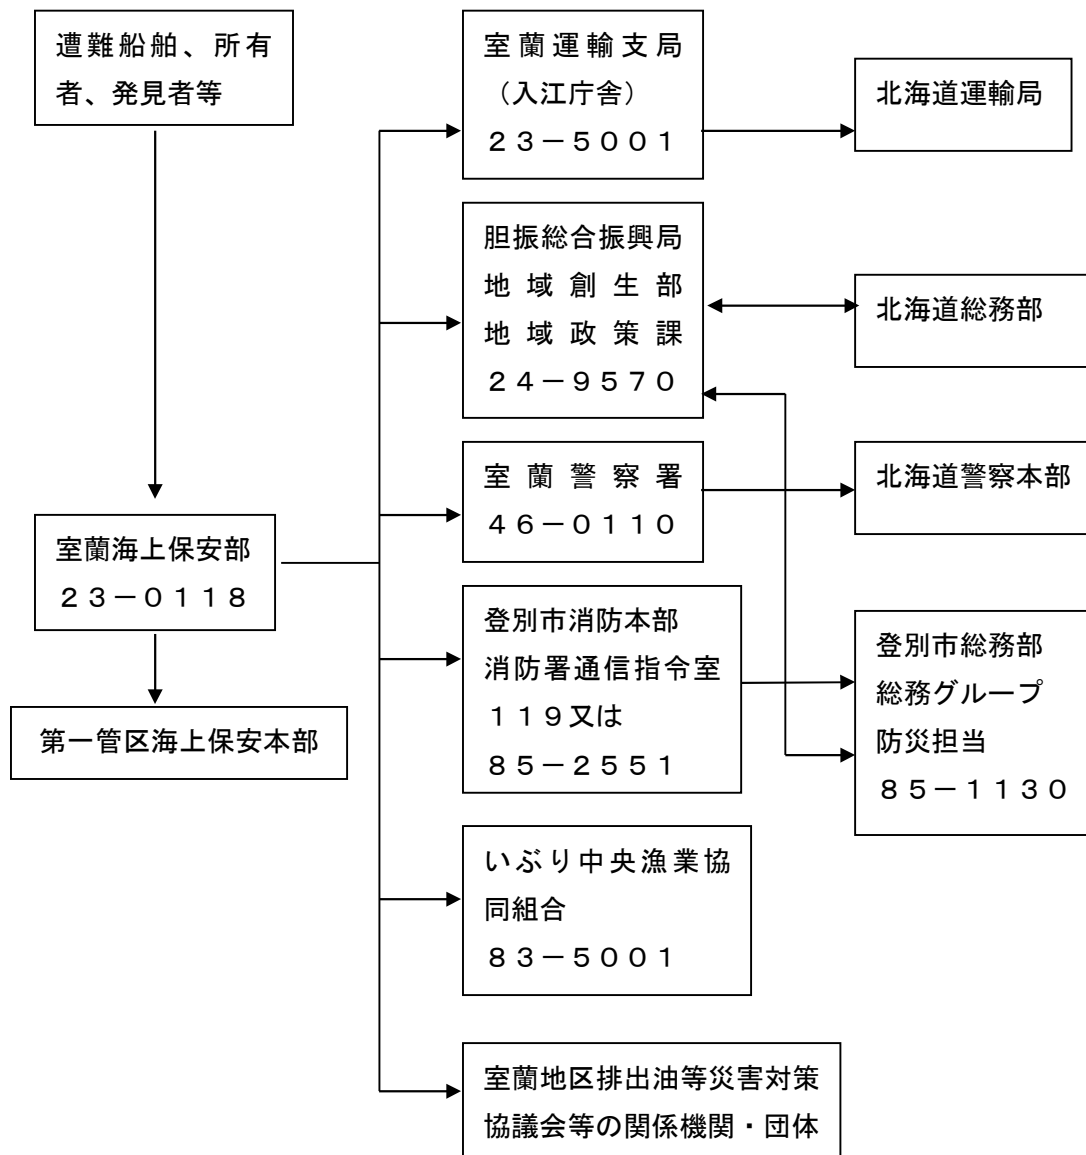 遭難船舶、所有
者、発見者等
室蘭海上保安部
２３－０１１８
第一管区海上保安本部
室蘭運輸支局
（入江庁舎）
２３－５００１
北海道運輸局
胆振総合振興局
地域創生部
地域政策課
２４－９５７０
北海道総務部
室蘭警察署
４６－０１１０
北海道警察本部
登別市消防本部
消防署通信指令室
１１９又は
８５－２５５１
登別市総務部
総務グループ
防災担当
８５－１１３０
いぶり中央漁業協
同組合
８３－５００１
室蘭地区排出油等災害対策
協議会等の関係機関・団体